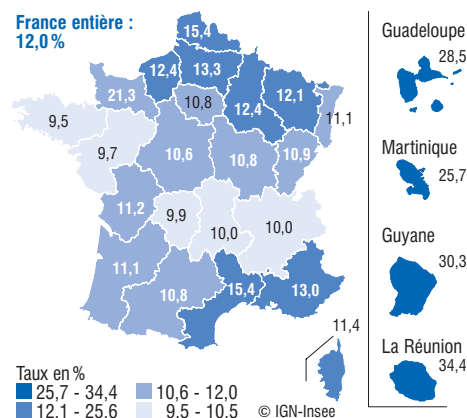 France entière :
12,0 %
15,4
12,4
13,3
21,3
10,8
12,4
12,1
11,1
9,5
9,7
10,6
10,8
10,9
11,2
9,9
10,0
10,0
11,1
10,8
15,4
13,0
11,4
Guadeloupe
28,5
Martinique
25,7
Guyane
30,3
La Réunion
34,4
Taux en %
25,7 - 34,4
12,1 - 25,6
10,6 - 12,0
9,5 - 10,5
© IGN-Insee